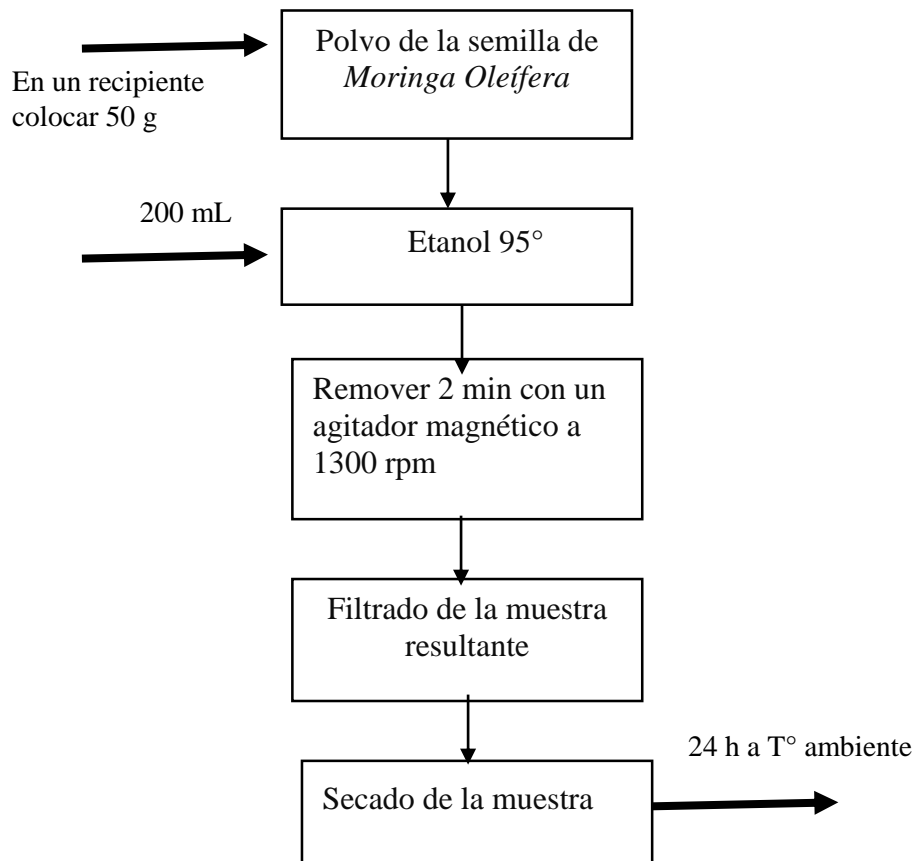 Polvo de la semilla de
Moringa Oleífera
En un recipiente
colocar 50 g
200 mL
Etanol 95°
Remover 2 min con un
agitador magnético a
1300 rpm
Filtrado de la muestra
resultante
24 h a T° ambiente
Secado de la muestra